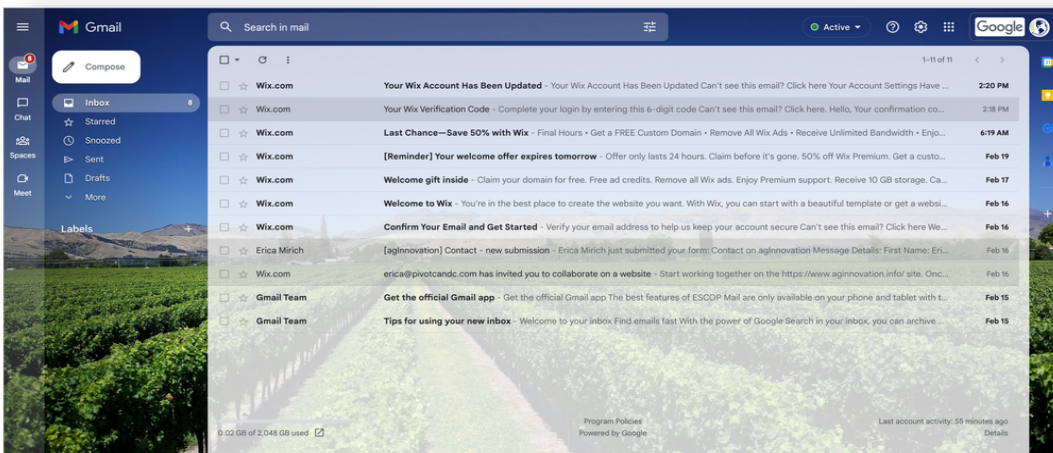 Gmail
Search in mail
Active
Google
8
Mail
Compose
1–11 of 11
Inbox 8
Chat
Starred
Snoozed
Spaces
Sent
Drafts
Meet
More
Labels
Wix.com Your Wix Account Has Been Updated - Your Wix Account Has Been Updated Can't see this email? Click here Your Account Settings Have ... 2:20 PM
Wix.com Your Wix Verification Code - Complete your login by entering this 6-digit code Can't see this email? Click here. Hello, Your confirmation co... 2:18 PM
Wix.com Last Chance—Save 50% with Wix - Final Hours • Get a FREE Custom Domain • Remove All Wix Ads • Receive Unlimited Bandwidth • Enjo... 6:19 AM
Wix.com [Reminder] Your welcome offer expires tomorrow - Offer only lasts 24 hours. Claim before it's gone. 50% off Wix Premium. Get a custo... Feb 19
Wix.com Welcome gift inside - Claim your domain for free. Free ad credits. Remove all Wix ads. Enjoy Premium support. Receive 10 GB storage. Ca... Feb 17
Wix.com Welcome to Wix - You're in the best place to create the website you want. With Wix, you can start with a beautiful template or get a websi... Feb 16
Wix.com Confirm Your Email and Get Started - Verify your email address to help us keep your account secure Can't see this email? Click here We... Feb 16
Erica Mirich [agInnovation] Contact - new submission - Erica Mirich just submitted your form: Contact on agInnovation Message Details: First Name: Eri... Feb 16
Wix.com erica@pivotcandc.com has invited you to collaborate on a website - Start working together on the https://www.aginnovation.info/ site. Onc... Feb 16
Gmail Team Get the official Gmail app - Get the official Gmail app The best features of ESCOP Mail are only available on your phone and tablet with t... Feb 15
Gmail Team Tips for using your new inbox - Welcome to your inbox Find emails fast With the power of Google Search in your inbox, you can archive ... Feb 15
0.02 GB of 2,048 GB used
Program Policies
Powered by Google
Last account activity: 55 minutes ago
Details